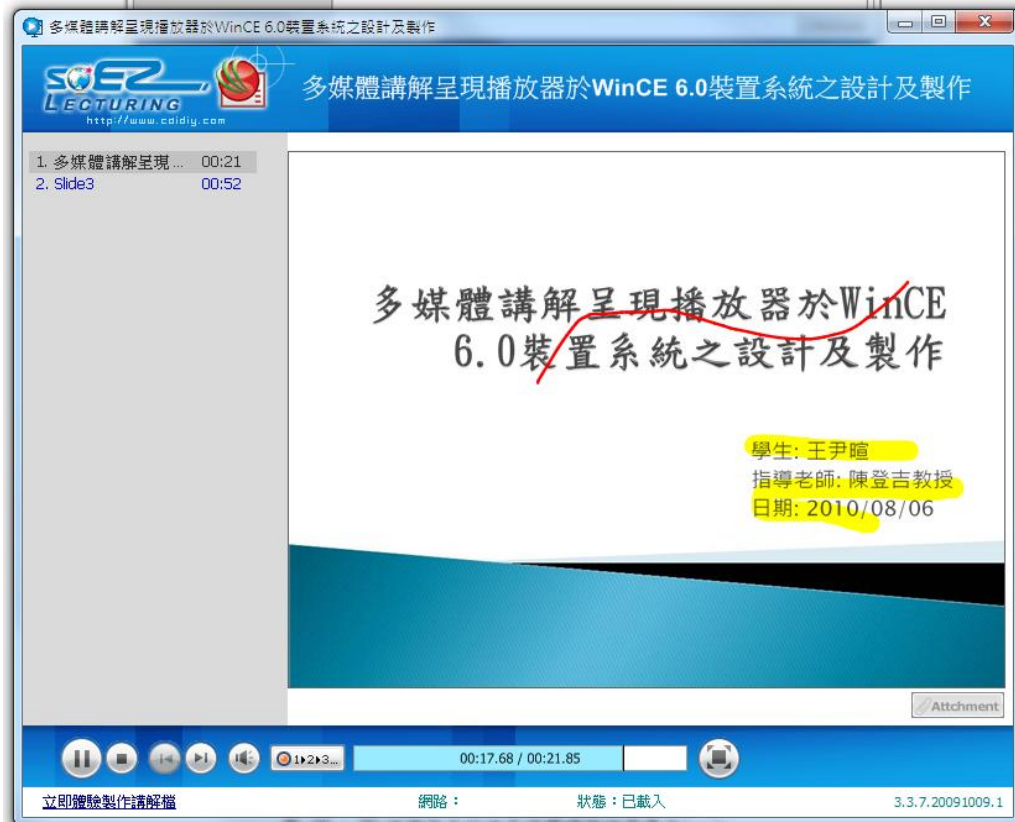 多煤體講解呈現播放器於WinCE 6.0裝置系統之設計及製作
SOEZ
LECTURING
http://www.cdidiy.com
多媒體講解呈現播放器於WinCE 6.0裝置系統之設計及製作
1. 多媒體講解呈現... 00:21
2. Slide3 00:52
多媒體講解呈現播放器於WinCE
6.0裝置系統之設計及製作
學生: 王尹暄
指導老師: 陳登吉教授
日期: 2010/08/06
Attchment
1▸2▸3...
00:17.68 / 00:21.85
立即體驗製作講解檔
網路：
狀態：已載入
3.3.7.20091009.1